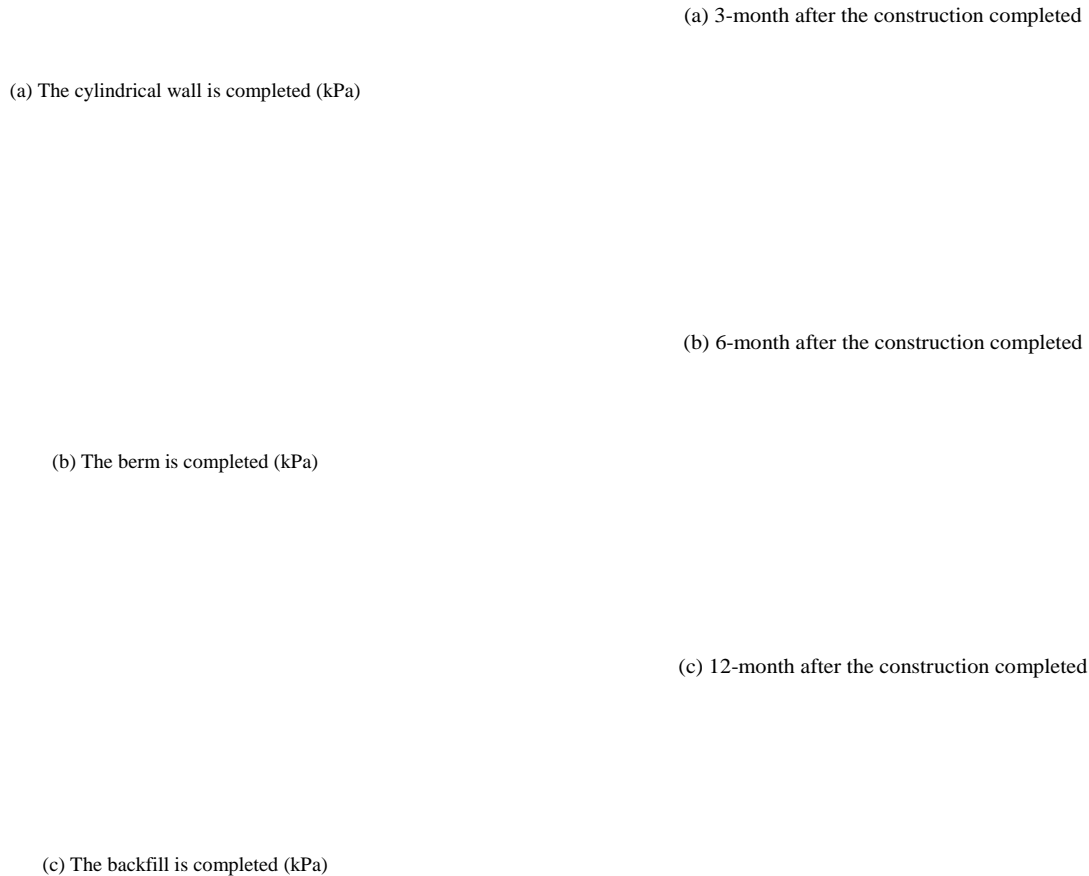 (a) The cylindrical wall is completed (kPa)
(b) The berm is completed (kPa)
(c) The backfill is completed (kPa)
(a) 3-month after the construction completed
(b) 6-month after the construction completed
(c) 12-month after the construction completed